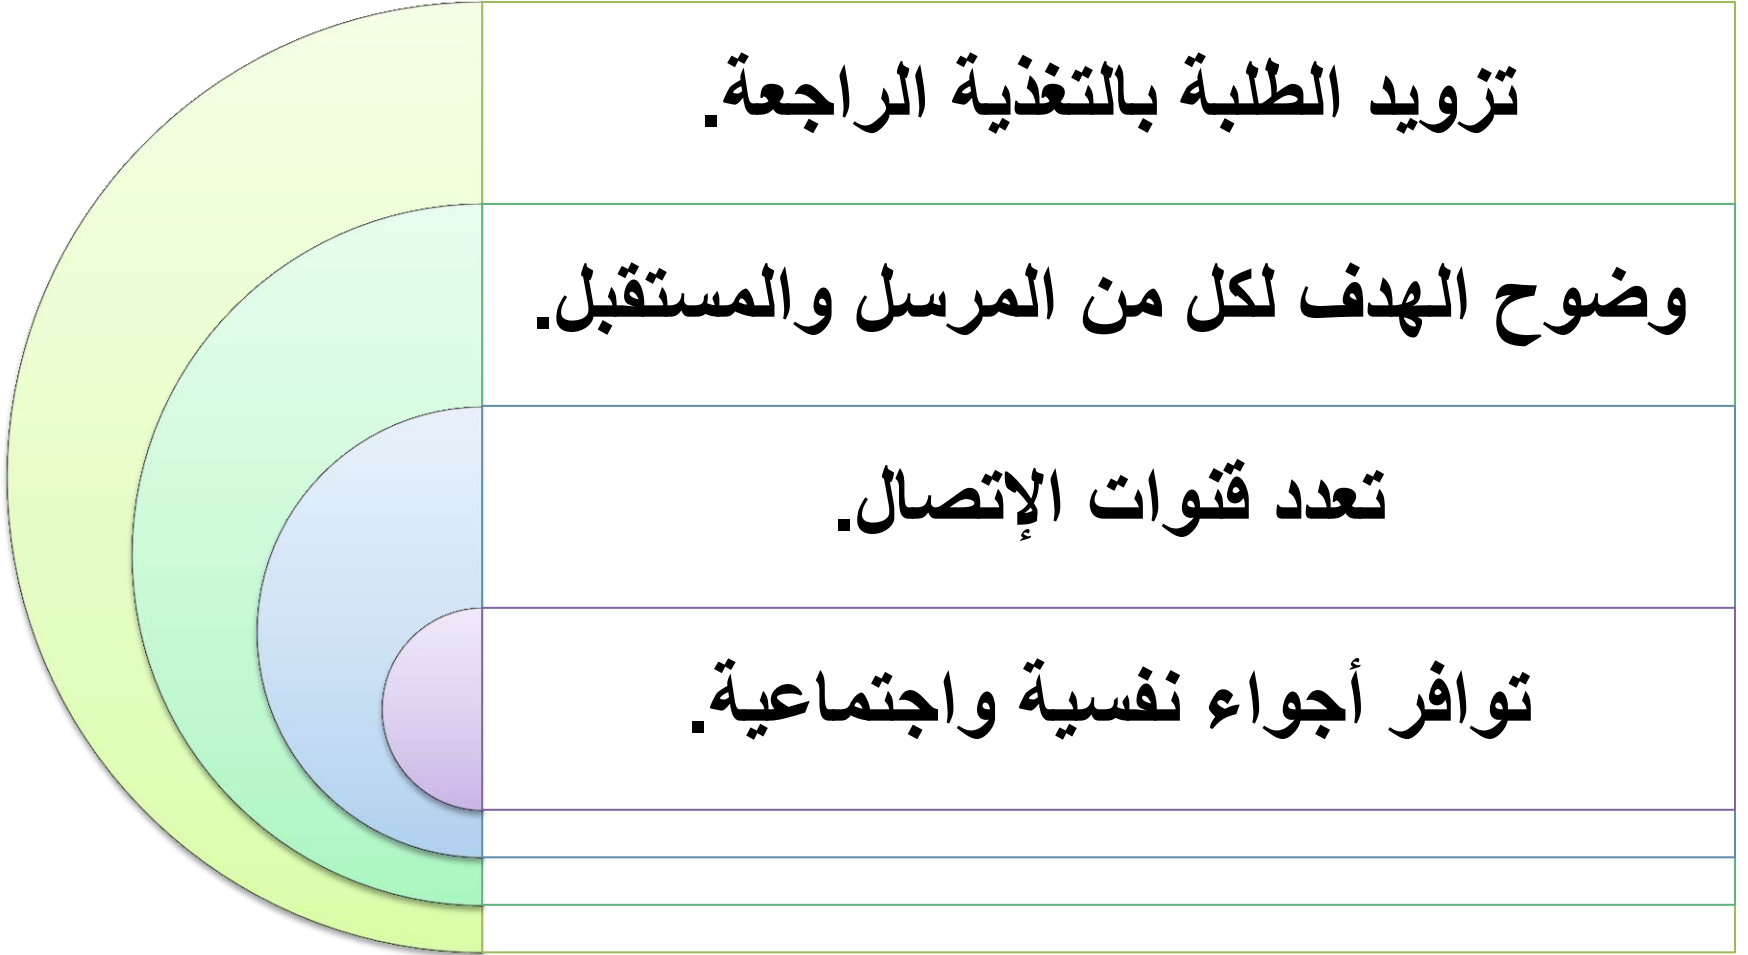 تزويد الطلبة بالتغذية الراجعة.
وضوح الهدف لكل من المرسل والمستقبل.
تعدد قنوات الإتصال.
توافر أجواء نفسية واجتماعية.